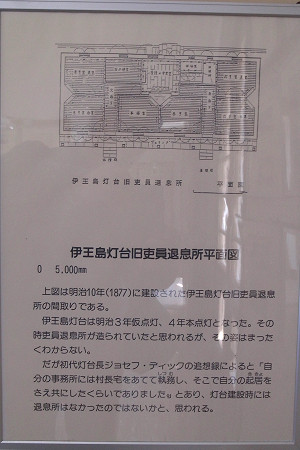 伊王島灯台旧吏員退息所 平面図
伊王島灯台旧吏員退息所平面図
0 5.000mm
上図は明治10年(1877)に建設された伊王島灯台旧吏員退息
所の間取りである。
伊王島灯台は明治3年仮点灯、4年本点灯となった。その
時吏員退息所が造られていたと思われるが、その姿はまった
くわからない。
だが初代灯台長ジョセフ・ディックの追想録によると「自
分の事務所には村長宅をあてて執務し、そこで自分の起居を
さえ共にしたくらいでありました」とあり、灯台建設時には
退息所はなかったのではないかと、思われる。